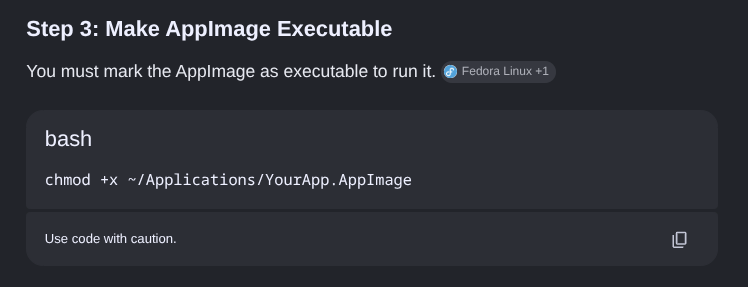 Step 3: Make AppImage Executable
You must mark the AppImage as executable to run it. Fedora Linux +1
bash
chmod +x ~/Applications/YourApp.AppImage
Use code with caution.